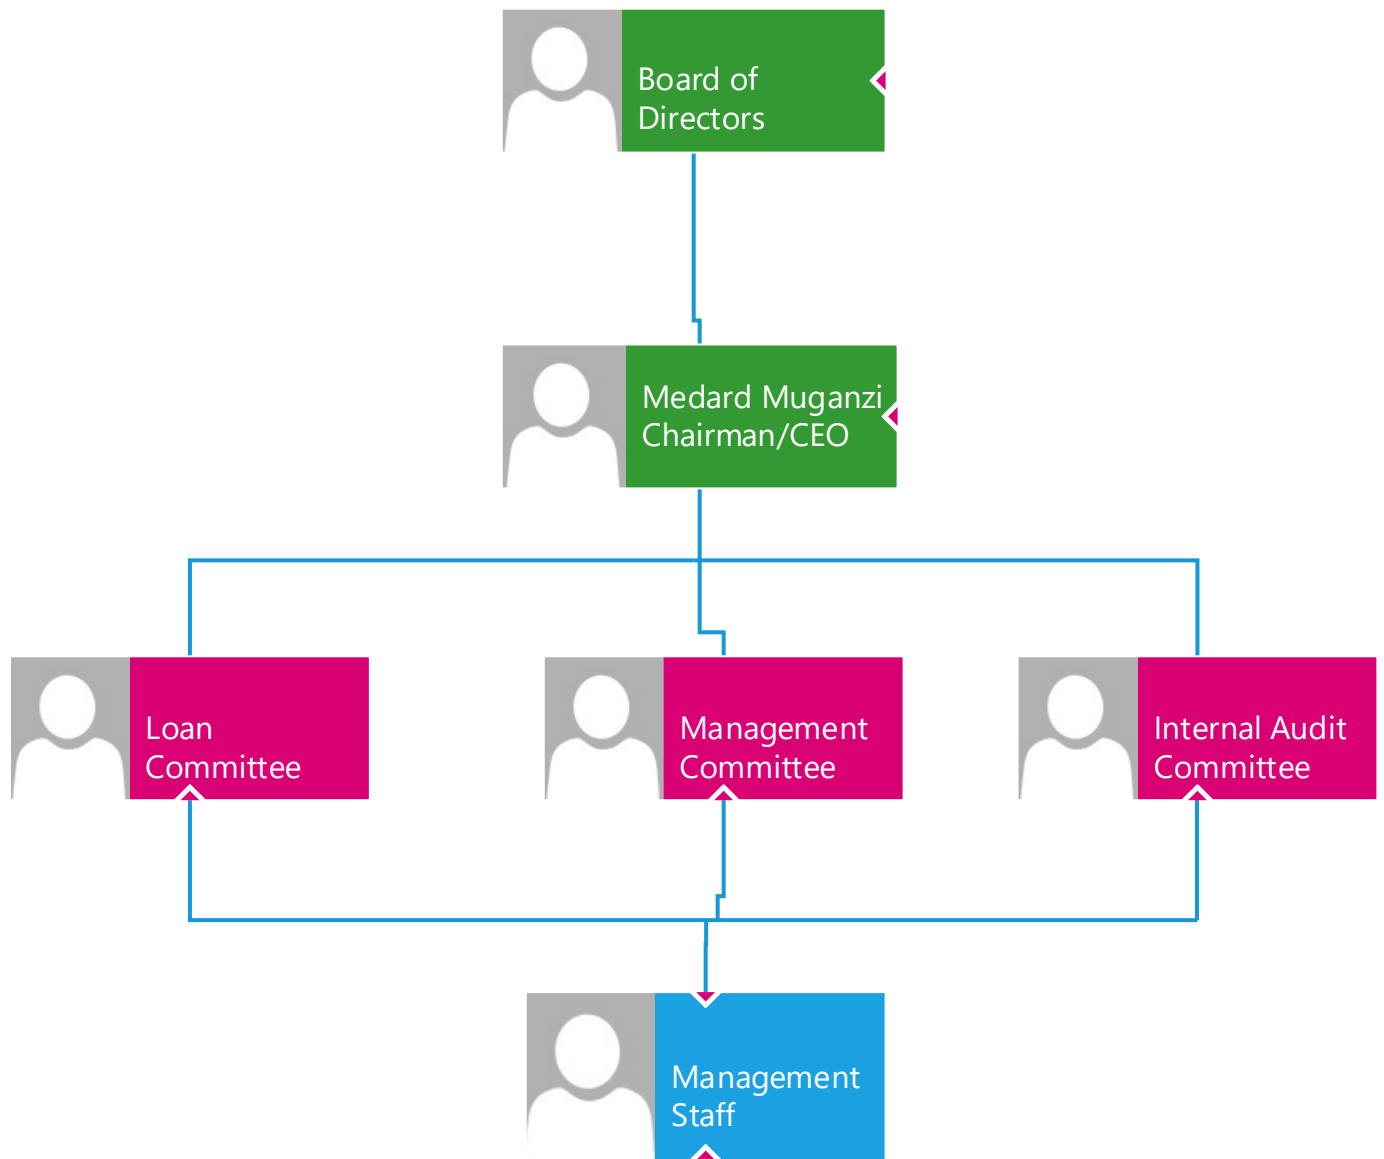 Board of
Directors
Medard Muganzi
Chairman/CEO
Loan
Committee
Management
Committee
Internal Audit
Committee
Management
Staff